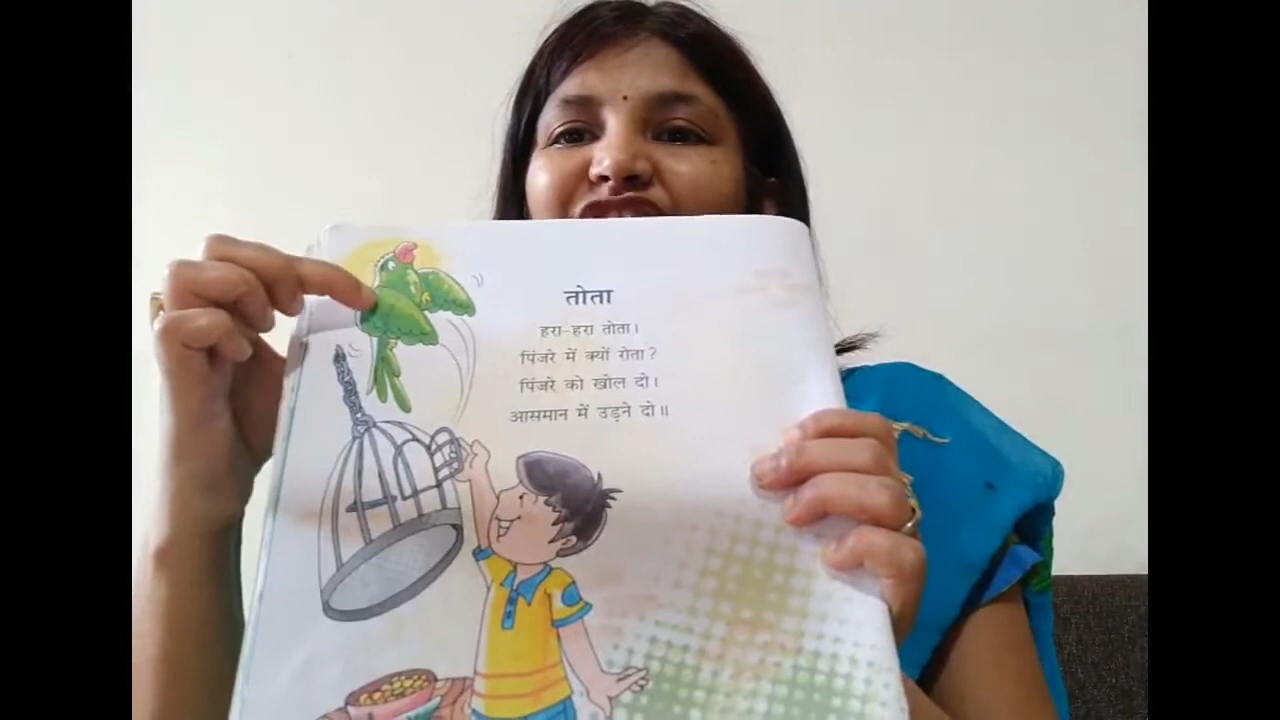 तोता
हरा-हरा तोता।
पिंजरे में क्यों रोता?
पिंजरे को खोल दो।
आसमान में उड़ने दो॥